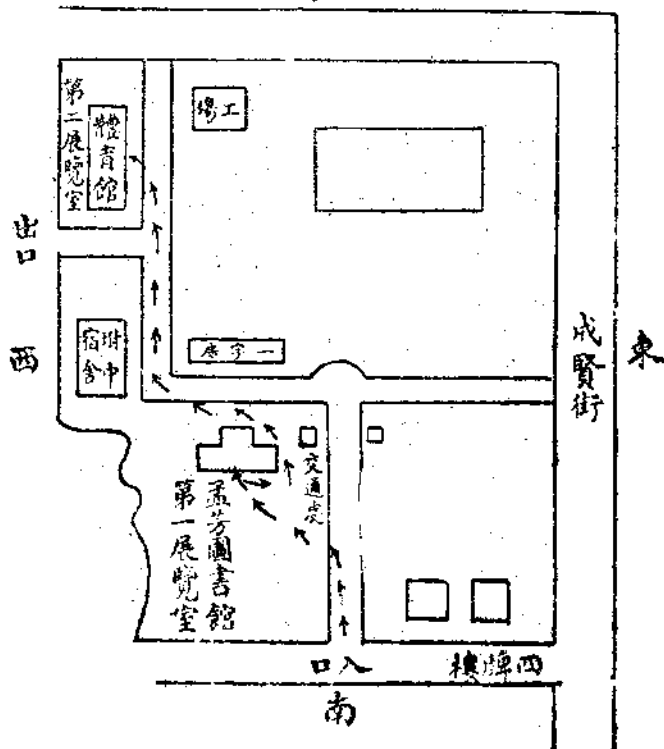 工場
體育館
第二展覽室
出口
西
附中
宿舍
一字房
成賢街
東
交通處
孟芳圖書館
第一展覽室
入口
四牌樓
南